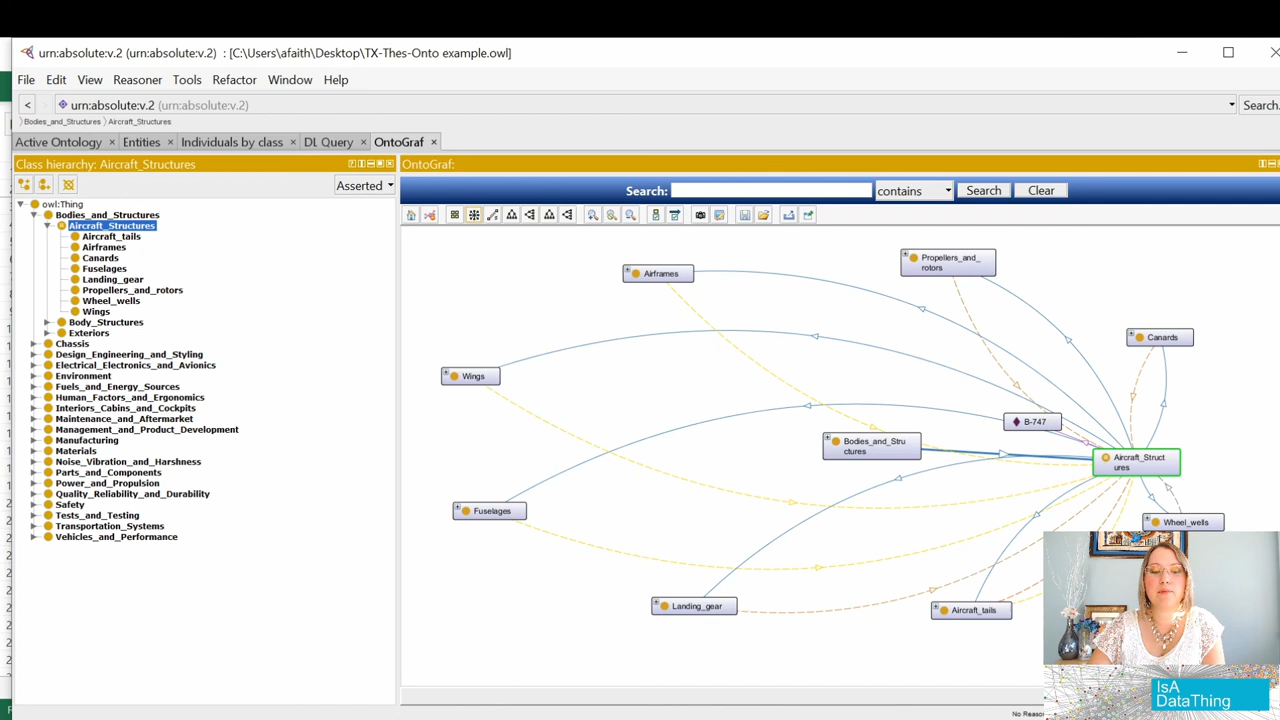 urn:absolute:v.2 (urn:absolute:v.2) : [C:\Users\afaith\Desktop\TX-Thes-Onto example.owl]
File Edit View Reasoner Tools Refactor Window Help
< urn:absolute:v.2 (urn:absolute:v.2) Search.
Bodies_and_Structures Aircraft_Structures
Active Ontology × Entities × Individuals by class × DL Query × OntoGraf ×
Class hierarchy: Aircraft_Structures
OntoGraf:
Asserted
Search: contains Search Clear
owl:Thing
Bodies_and_Structures
Aircraft_Structures
Aircraft_tails
Airframes
Canards
Fuselages
Landing_gear
Propellers_and_rotors
Wheel_wells
Wings
Body_Structures
Exteriors
Chassis
Design_Engineering_and_Styling
Electrical_Electronics_and_Avionics
Environment
Fuels_and_Energy_Sources
Human_Factors_and_Ergonomics
Interiors_Cabins_and_Cockpits
Maintenance_and_Aftermarket
Management_and_Product_Development
Manufacturing
Materials
Noise_Vibration_and_Harshness
Parts_and_Components
Power_and_Propulsion
Quality_Reliability_and_Durability
Safety
Tests_and_Testing
Transportation_Systems
Vehicles_and_Performance
Propellers_and_
rotors
Airframes
Canards
Wings
B-747
Bodies_and_Stru
ctures
Aircraft_Struct
ures
Fuselages
Wheel_wells
Landing_gear
Aircraft_tails
IsA
DataThing
No Reaso